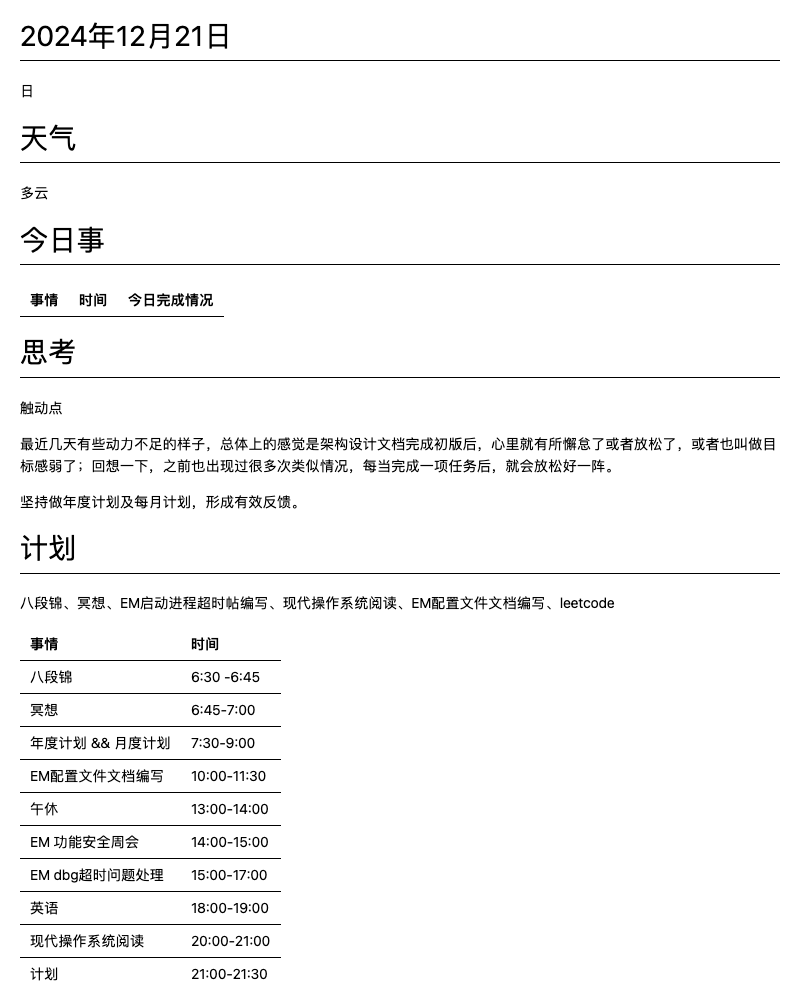 2024年12月21日
日
天气
多云
今日事
事情 时间 今日完成情况
思考
触动点
最近几天有些动力不足的样子，总体上的感觉是架构设计文档完成初版后，心里就有所懈怠了或者放松了，或者也叫做目
标感弱了；回想一下，之前也出现过很多次类似情况，每当完成一项任务后，就会放松好一阵。
坚持做年度计划及每月计划，形成有效反馈。
计划
八段锦、冥想、EM启动进程超时帖编写、现代操作系统阅读、EM配置文件文档编写、leetcode
事情 时间
八段锦 6:30 -6:45
冥想 6:45-7:00
年度计划 && 月度计划 7:30-9:00
EM配置文件文档编写 10:00-11:30
午休 13:00-14:00
EM 功能安全周会 14:00-15:00
EM dbg超时问题处理 15:00-17:00
英语 18:00-19:00
现代操作系统阅读 20:00-21:00
计划 21:00-21:30